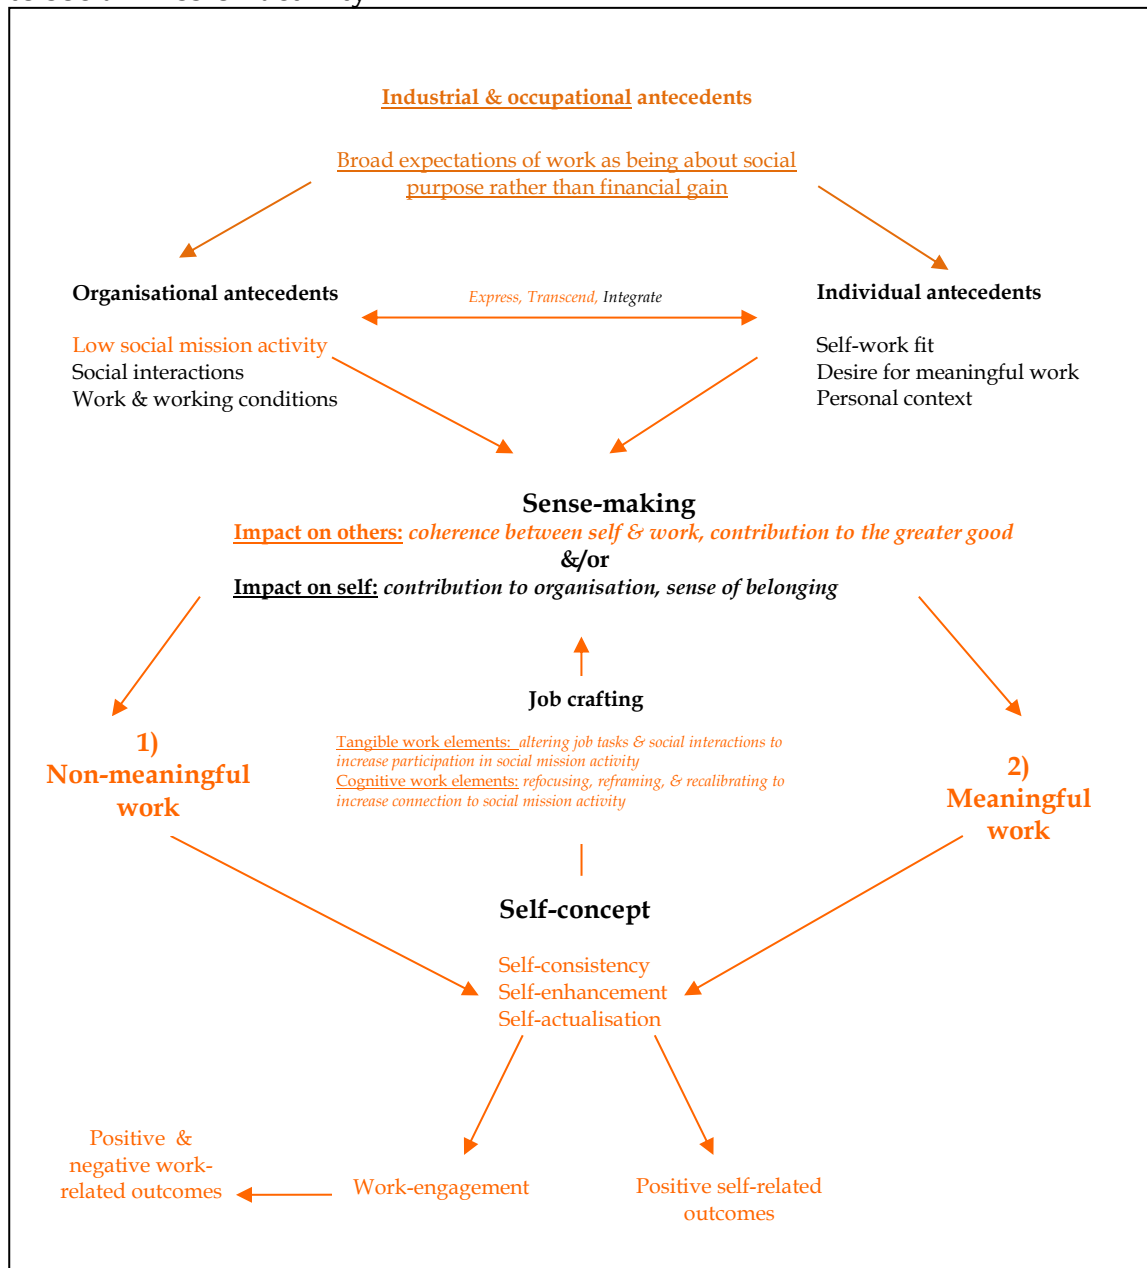 Industrial & occupational antecedents
Broad expectations of work as being about social
purpose rather than financial gain
Organisational antecedents
Express, Transcend, Integrate
Individual antecedents
Low social mission activity
Social interactions
Work & working conditions
Self-work fit
Desire for meaningful work
Personal context
Sense-making
Impact on others: coherence between self & work, contribution to the greater good
&/or
Impact on self: contribution to organisation, sense of belonging
Job crafting
Tangible work elements: altering job tasks & social interactions to
increase participation in social mission activity
Cognitive work elements: refocusing, reframing, & recalibrating to
increase connection to social mission activity
1)
Non-meaningful
work
2)
Meaningful
work
Self-concept
Self-consistency
Self-enhancement
Self-actualisation
Positive &
negative work-
related outcomes
Work-engagement
Positive self-related
outcomes